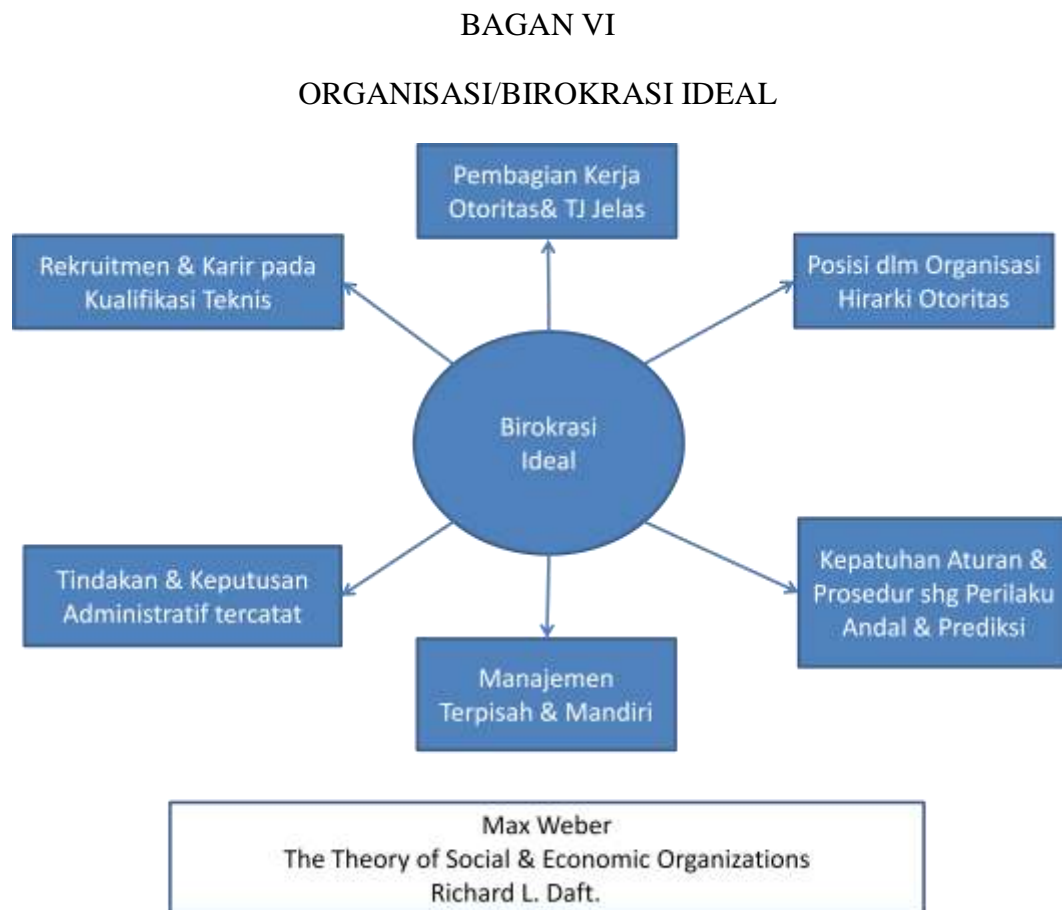 BAGAN VI
ORGANISASI/BIROKRASI IDEAL
Pembagian Kerja
Otoritas& TJ Jelas
Rekruitmen & Karir pada
Kualifikasi Teknis
Posisi dlm Organisasi
Hirarki Otoritas
Birokrasi
Ideal
Tindakan & Keputusan
Administratif tercatat
Kepatuhan Aturan &
Prosedur shg Perilaku
Andal & Prediksi
Manajemen
Terpisah & Mandiri
Max Weber
The Theory of Social & Economic Organizations
Richard L. Daft.